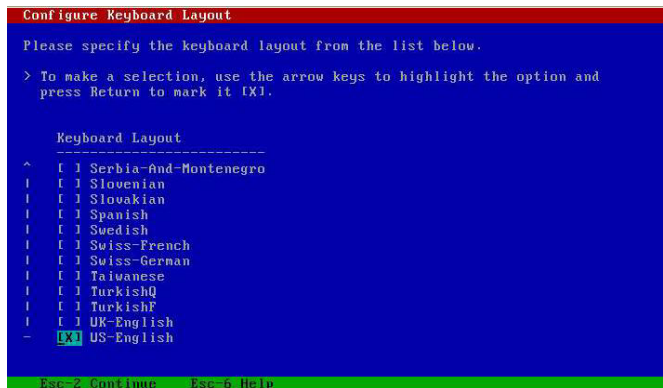 Configure Keyboard Layout
Please specify the keyboard layout from the list below.
> To make a selection, use the arrow keys to highlight the option and
press Return to mark it [X].
Keyboard Layout
-------------------------
^ [ ] Serbia-And-Montenegro
| [ ] Slovenian
| [ ] Slovakian
| [ ] Spanish
| [ ] Swedish
| [ ] Swiss-French
| [ ] Swiss-German
| [ ] Taiwanese
| [ ] TurkishQ
| [ ] TurkishF
| [ ] UK-English
- [X] US-English
Esc-2 Continue Esc-6 Help